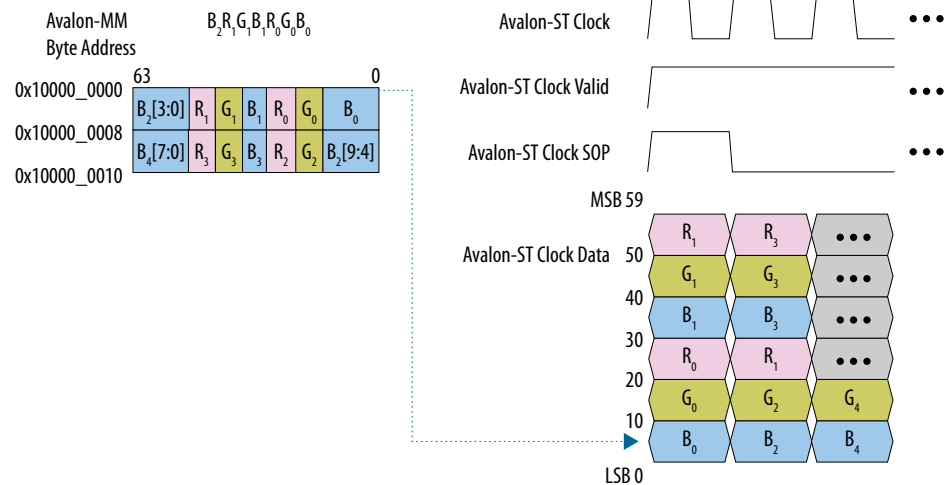 Avalon-MM
Byte Address
B₂R₁G₁B₁R₀G₀B₀
63 0
0x10000_0000
B₂[3:0] R₁ G₁ B₁ R₀ G₀ B₀
0x10000_0008
B₄[7:0] R₃ G₃ B₃ R₂ G₂ B₂[9:4]
0x10000_0010
Avalon-ST Clock
Avalon-ST Clock Valid
Avalon-ST Clock SOP
MSB 59
Avalon-ST Clock Data
R₁ R₃
50
G₁ G₃
40
B₁ B₃
30
R₀ R₁
20
G₀ G₂ G₄
10
B₀ B₂ B₄
LSB 0